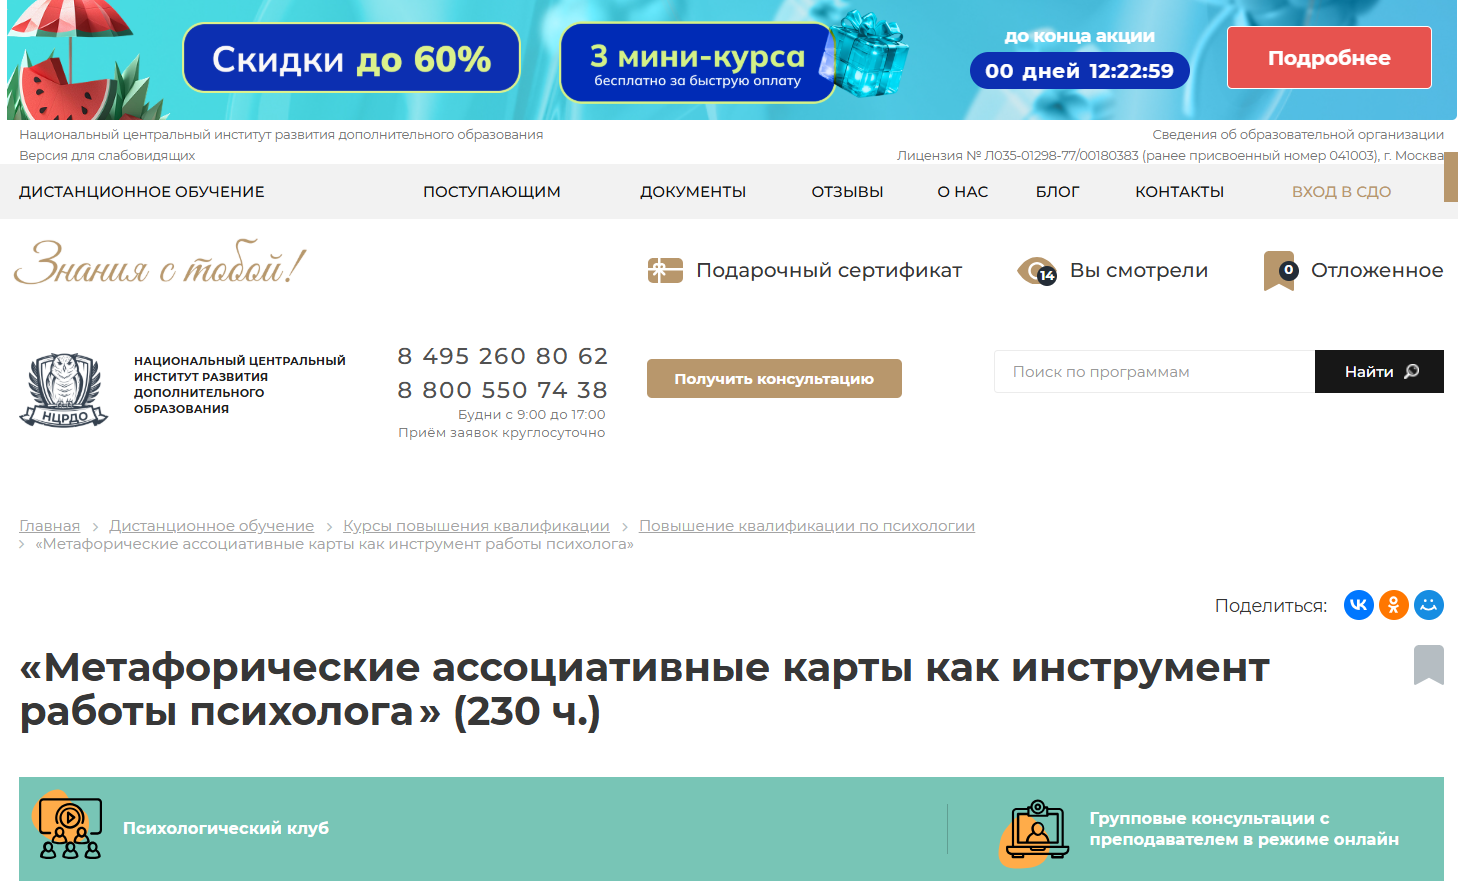 Скидки до 60%
3 мини-курса
бесплатно за быструю оплату
до конца акции
00 дней 12:22:59
Подробнее
Национальный центральный институт развития дополнительного образования
Сведения об образовательной организации
Версия для слабовидящих
Лицензия № Л035-01298-77/00180383 (ранее присвоенный номер 041003), г. Москва
ДИСТАНЦИОННОЕ ОБУЧЕНИЕ
ПОСТУПАЮЩИМ
ДОКУМЕНТЫ
ОТЗЫВЫ
О НАС
БЛОГ
КОНТАКТЫ
ВХОД В СДО
Знания с тобой!
Подарочный сертификат
14
Вы смотрели
0
Отложенное
НЦРДО
НАЦИОНАЛЬНЫЙ ЦЕНТРАЛЬНЫЙ
ИНСТИТУТ РАЗВИТИЯ
ДОПОЛНИТЕЛЬНОГО
ОБРАЗОВАНИЯ
8 495 260 80 62
8 800 550 74 38
Будни с 9:00 до 17:00
Приём заявок круглосуточно
Получить консультацию
Поиск по программам
Найти
Главная > Дистанционное обучение > Курсы повышения квалификации > Повышение квалификации по психологии
> «Метафорические ассоциативные карты как инструмент работы психолога»
Поделиться:
«Метафорические ассоциативные карты как инструмент
работы психолога» (230 ч.)
Психологический клуб
Групповые консультации с
преподавателем в режиме онлайн